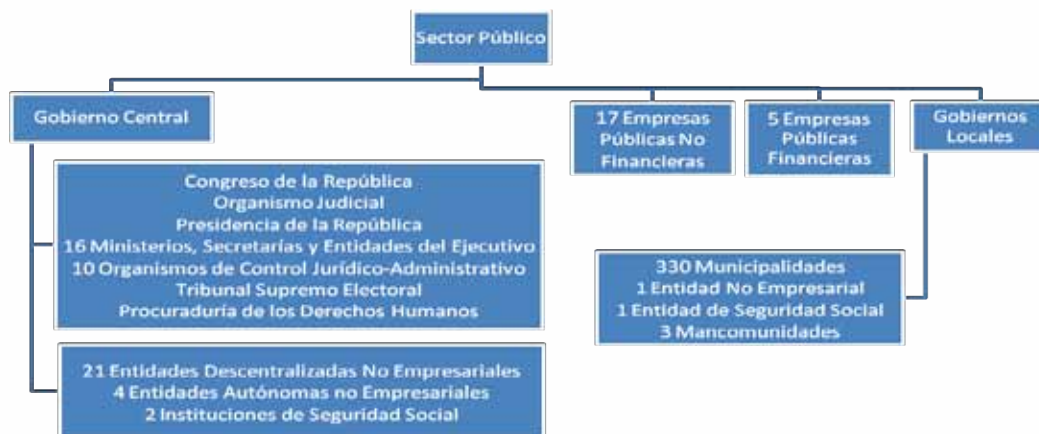 Sector Público
Gobierno Central
17 Empresas
Públicas No
Financieras
5 Empresas
Públicas
Financieras
Gobiernos
Locales
Congreso de la República
Organismo Judicial
Presidencia de la República
16 Ministerios, Secretarías y Entidades del Ejecutivo
10 Organismos de Control Jurídico-Administrativo
Tribunal Supremo Electoral
Procuraduría de los Derechos Humanos
330 Municipalidades
1 Entidad No Empresarial
1 Entidad de Seguridad Social
3 Mancomunidades
21 Entidades Descentralizadas No Empresariales
4 Entidades Autónomas no Empresariales
2 Instituciones de Seguridad Social